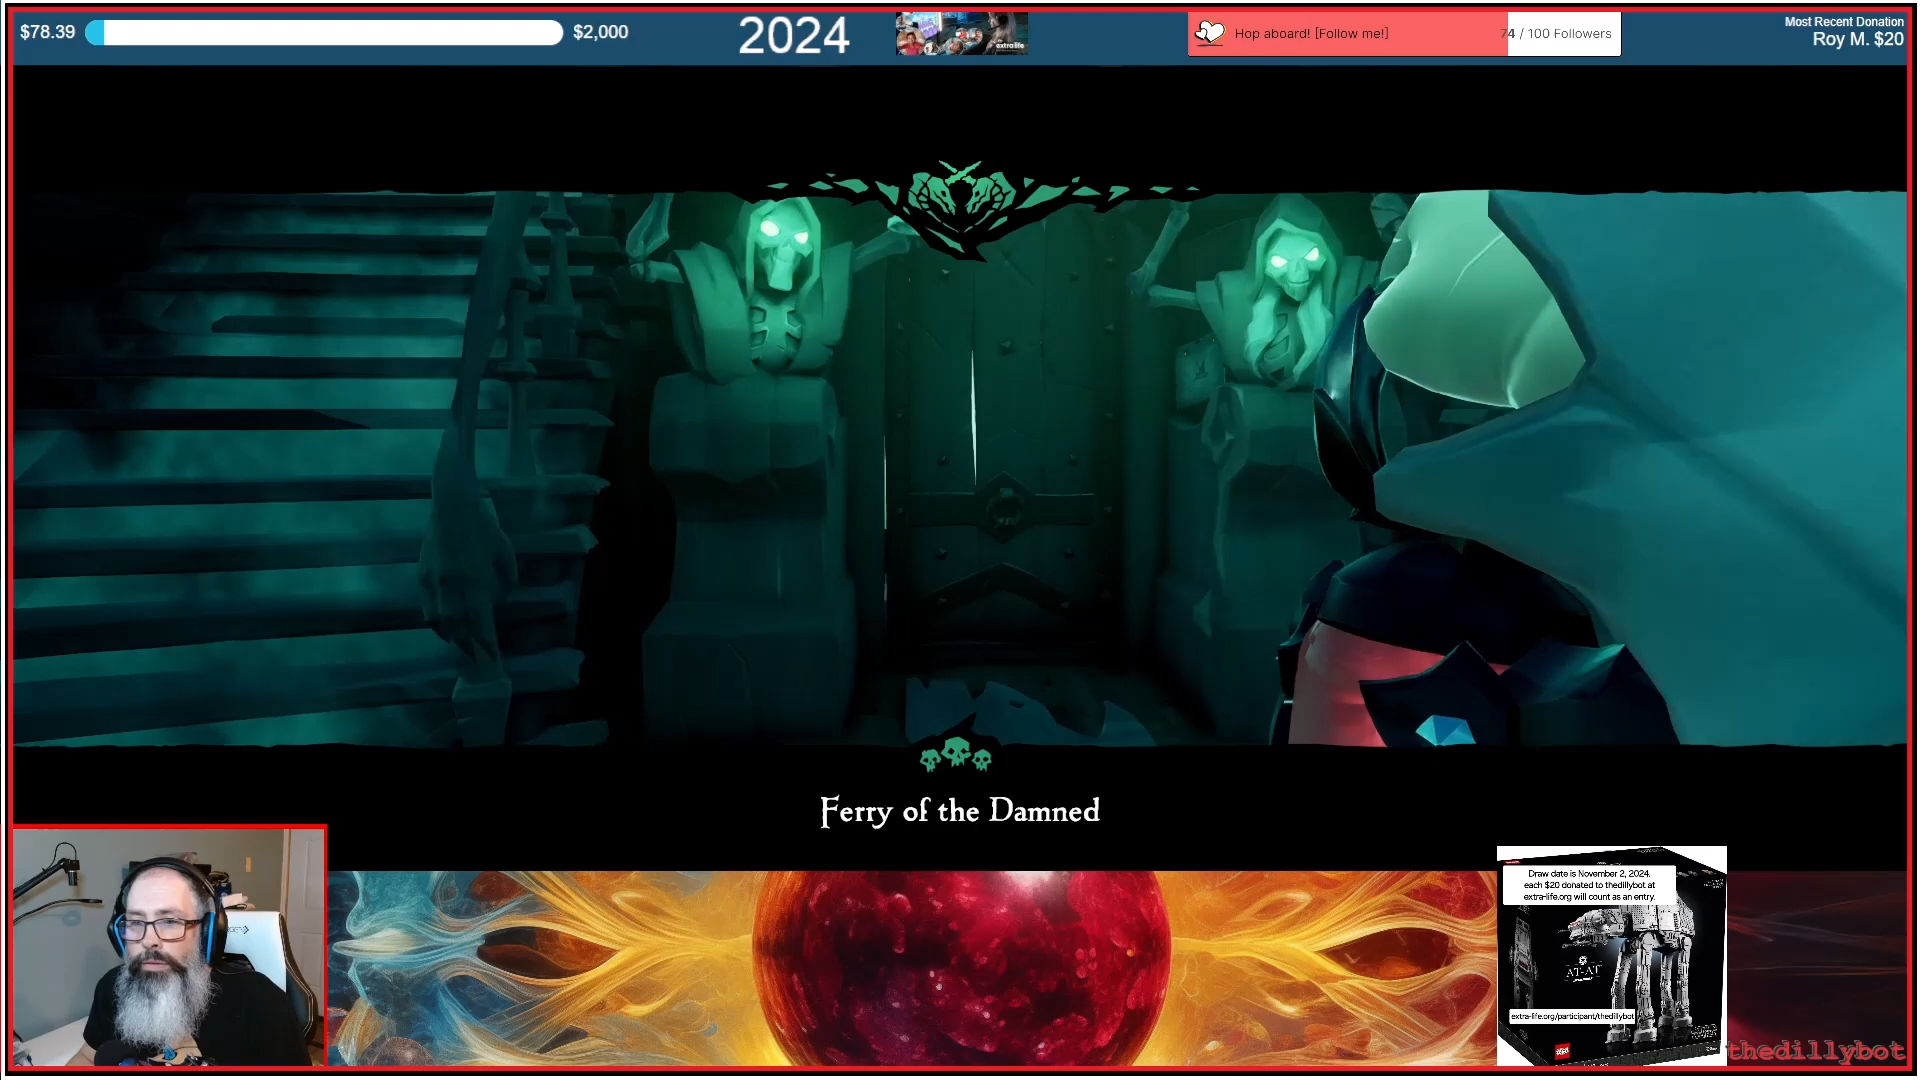 $78.39
$2,000
2024
extralife
Hop aboard! [Follow me!]
74 / 100 Followers
Most Recent Donation
Roy M. $20
Ferry of the Damned
Draw date is November 2, 2024.
each $20 donated to thedillybot at
extra-life.org will count as an entry.
AT-AT
extra-life.org/participant/thedillybot
LEGO
thedillybot